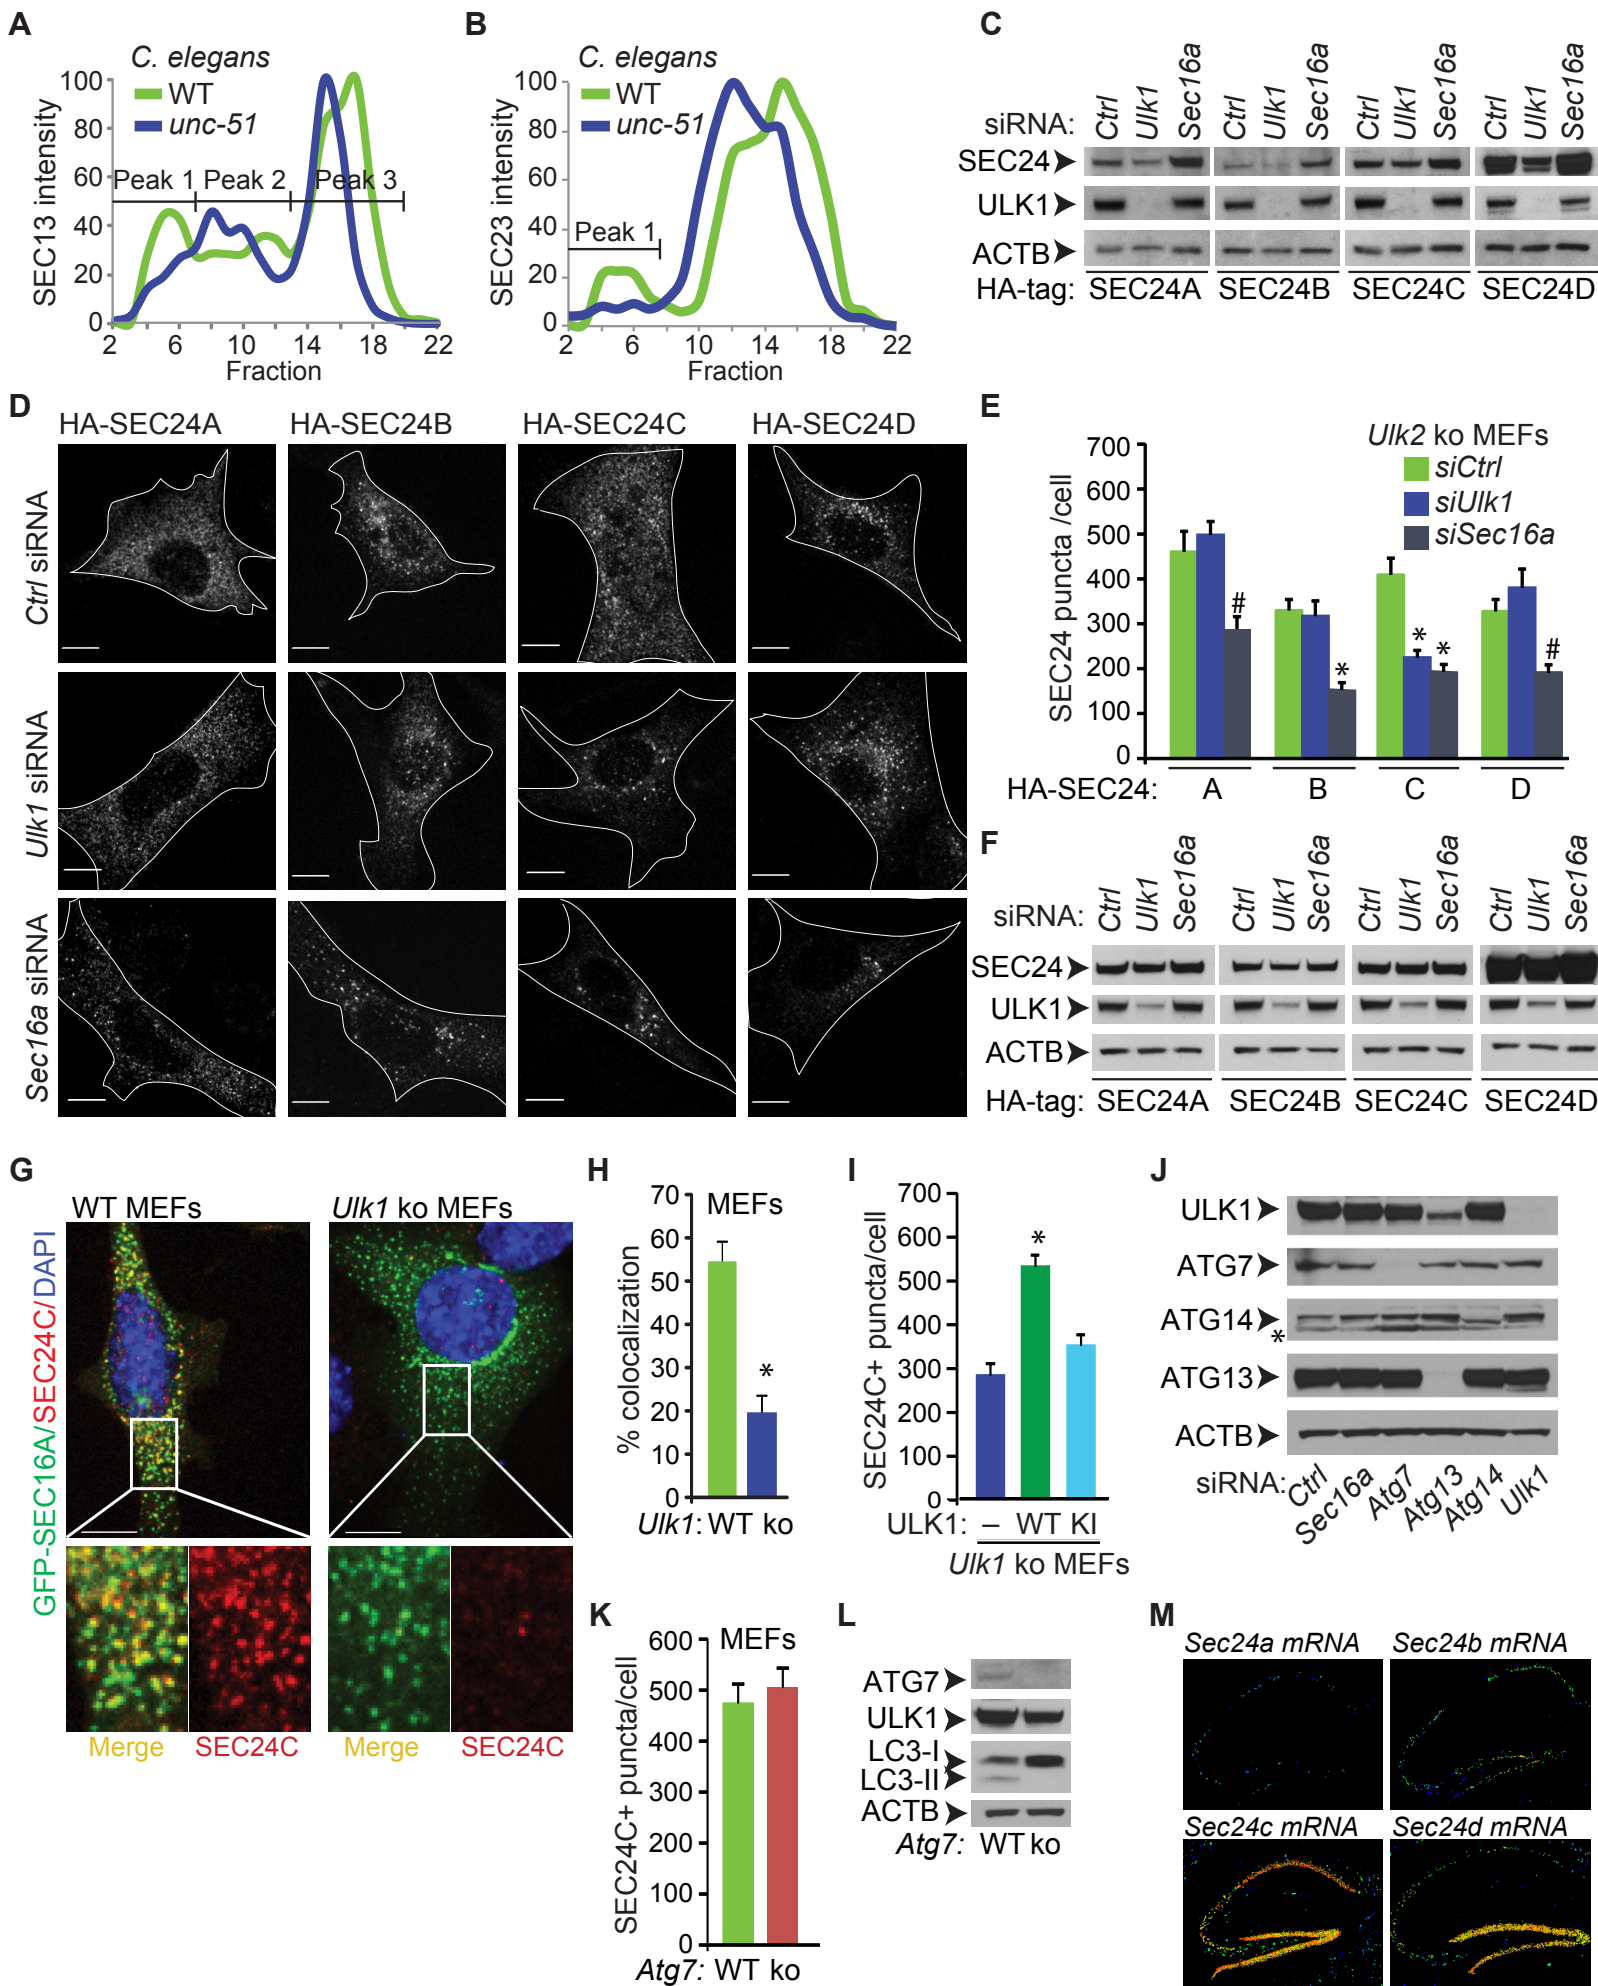 A
C. elegans
WT
unc-51
SEC13 intensity
100
80
60
40
20
0
Peak 1
Peak 2
Peak 3
2 6 10 14 18 22
Fraction
B
C. elegans
WT
unc-51
SEC23 intensity
100
80
60
40
20
0
Peak 1
2 6 10 14 18 22
Fraction
C
siRNA: Ctrl Ulk1 Sec16a Ctrl Ulk1 Sec16a Ctrl Ulk1 Sec16a Ctrl Ulk1 Sec16a
SEC24
ULK1
ACTB
HA-tag: SEC24A SEC24B SEC24C SEC24D
D
HA-SEC24A HA-SEC24B HA-SEC24C HA-SEC24D
Ctrl siRNA
Ulk1 siRNA
Sec16a siRNA
E
Ulk2 ko MEFs
siCtrl
siUlk1
siSec16a
SEC24 puncta /cell
700
600
500
400
300
200
100
0
# * * * #
HA-SEC24: A B C D
F
siRNA: Ctrl Ulk1 Sec16a Ctrl Ulk1 Sec16a Ctrl Ulk1 Sec16a Ctrl Ulk1 Sec16a
SEC24
ULK1
ACTB
HA-tag: SEC24A SEC24B SEC24C SEC24D
G
WT MEFs Ulk1 ko MEFs
GFP-SEC16A/SEC24C/DAPI
Merge SEC24C Merge SEC24C
H
MEFs
% colocalization
70
60
50
40
30
20
10
0
*
Ulk1: WT ko
I
SEC24C+ puncta/cell
700
600
500
400
300
200
100
0
*
ULK1: – WT KI
Ulk1 ko MEFs
J
ULK1
ATG7
ATG14
*
ATG13
ACTB
siRNA: Ctrl Sec16a Atg7 Atg13 Atg14 Ulk1
K
MEFs
SEC24C+ puncta/cell
600
500
400
300
200
100
0
Atg7: WT ko
L
ATG7
ULK1
LC3-I
LC3-II
ACTB
Atg7: WT ko
M
Sec24a mRNA Sec24b mRNA
Sec24c mRNA Sec24d mRNA